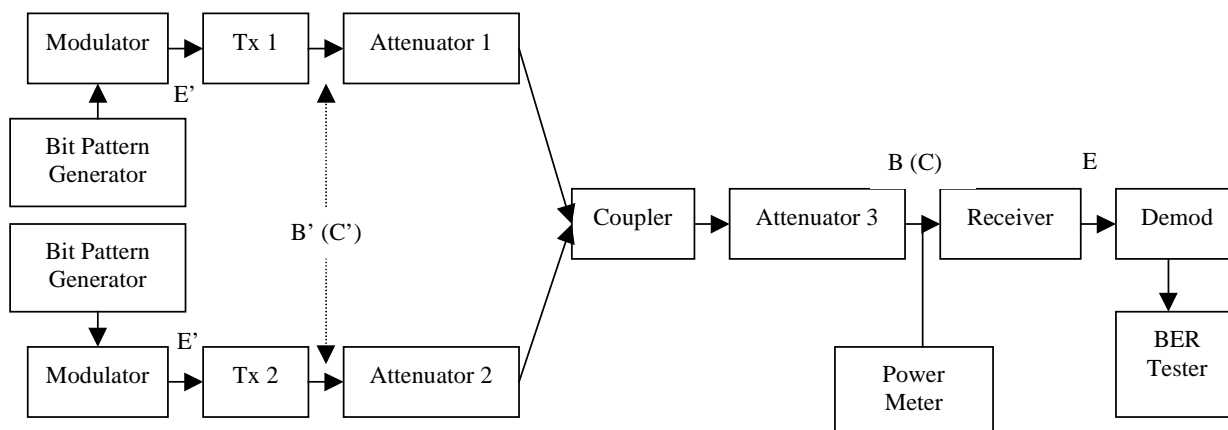 Modulator
Tx 1
Attenuator 1
E’
Bit Pattern
Generator
B (C)
E
Coupler
Attenuator 3
Receiver
Demod
B’ (C’)
Bit Pattern
Generator
E’
Modulator
Tx 2
Attenuator 2
Power
Meter
BER
Tester